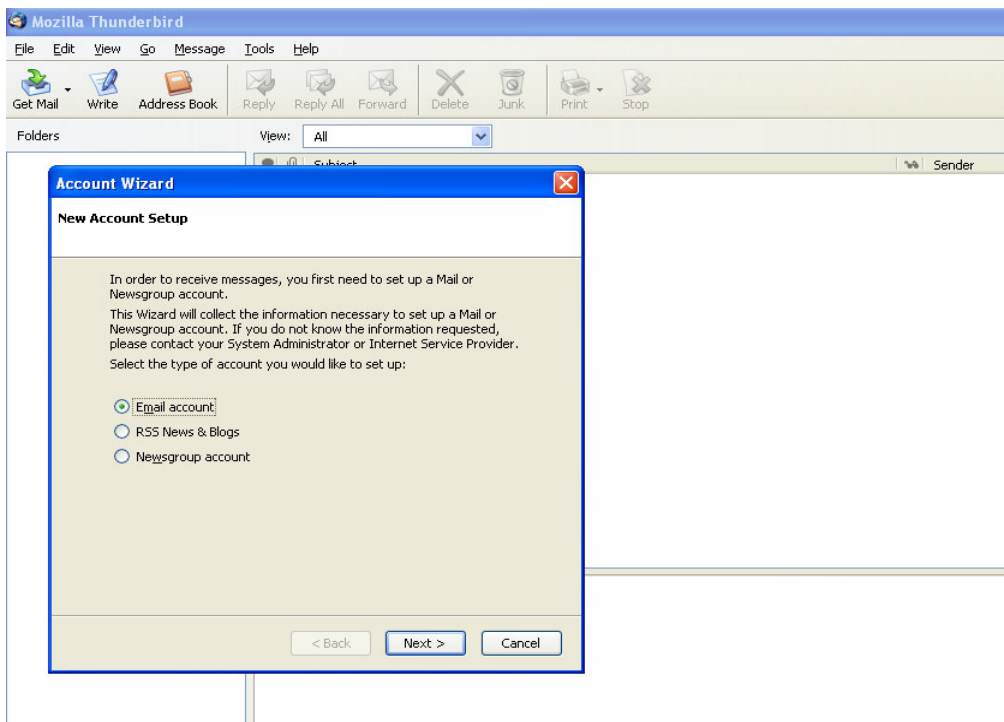 Mozilla Thunderbird
File Edit View Go Message Tools Help
Get Mail Write Address Book Reply Reply All Forward Delete Junk Print Stop
Folders View: All
Subject Sender
Account Wizard
New Account Setup
In order to receive messages, you first need to set up a Mail or
Newsgroup account.
This Wizard will collect the information necessary to set up a Mail or
Newsgroup account. If you do not know the information requested,
please contact your System Administrator or Internet Service Provider.
Select the type of account you would like to set up:
Email account
RSS News & Blogs
Newsgroup account
< Back Next > Cancel